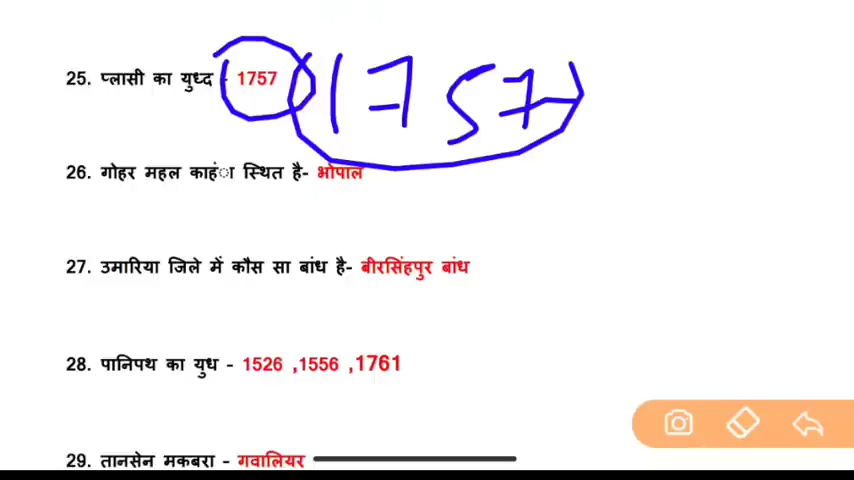 25. प्लासी का युध्द - 1757 1757
26. गोहर महल काहंा स्थित है- भोपाल
27. उमारिया जिले में कौस सा बांध है- बीरसिंहपुर बांध
28. पानिपथ का युध - 1526 ,1556 ,1761
29. तानसेन मकबरा - गवालियर